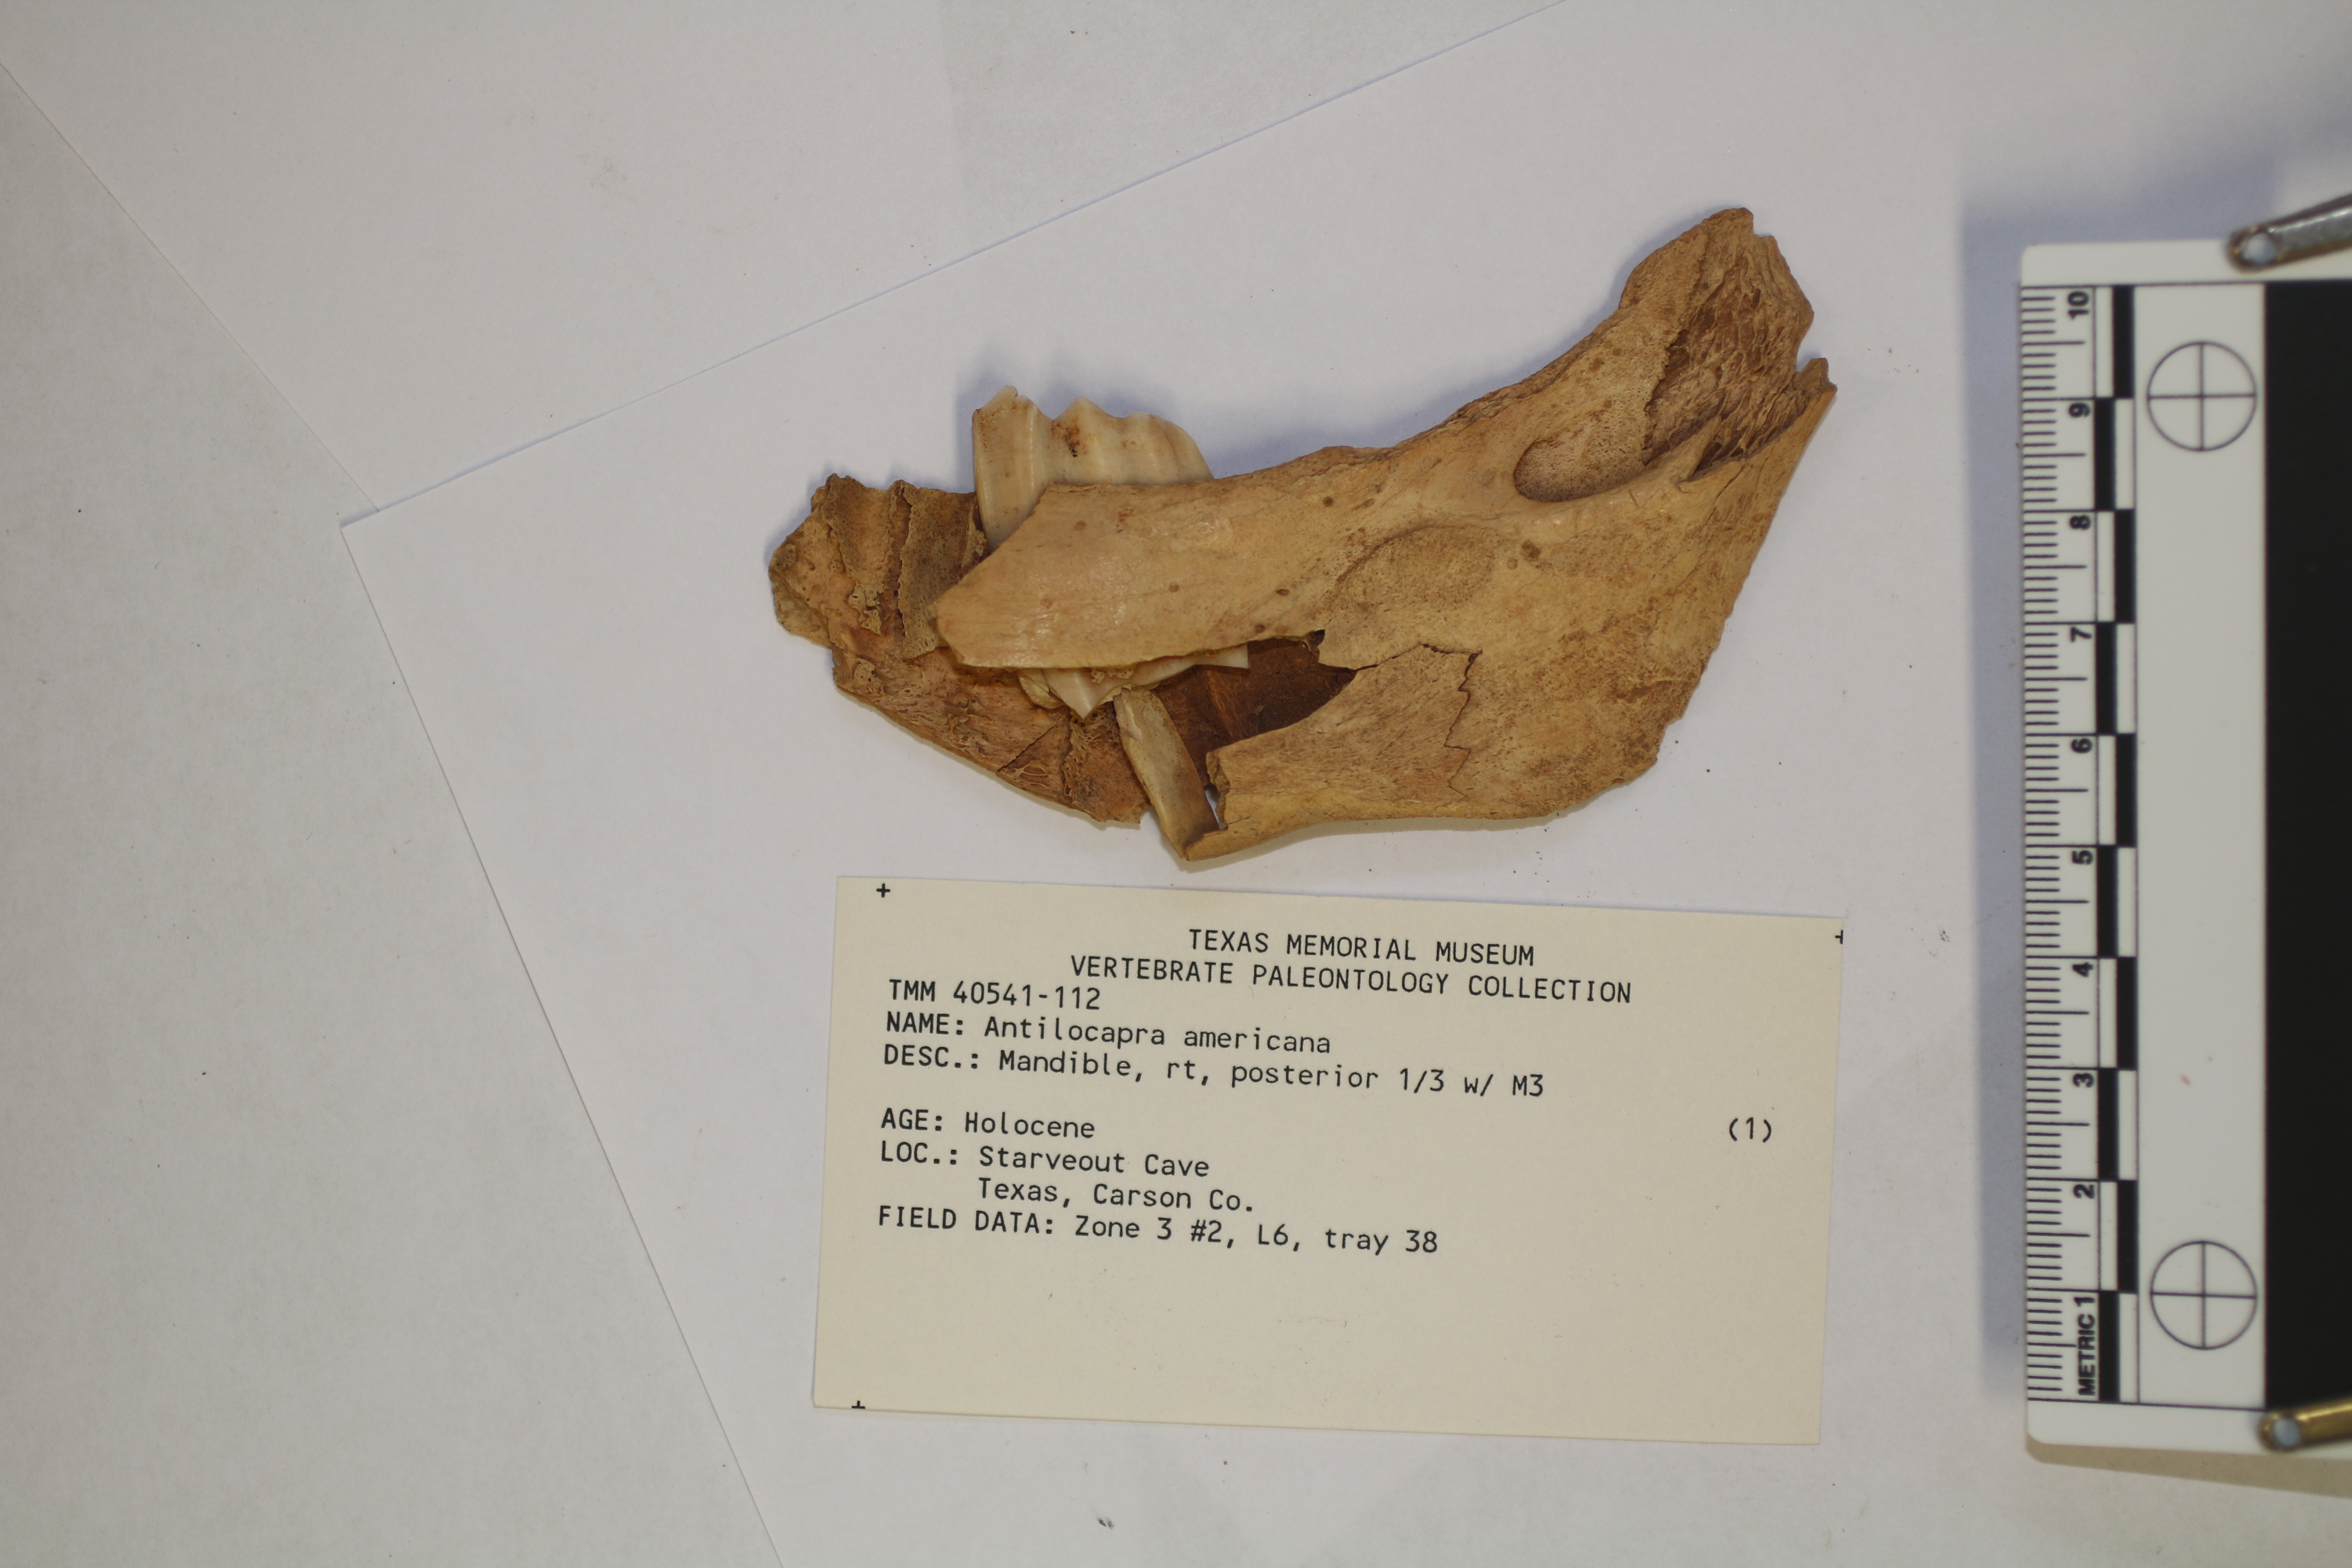 TEXAS MEMORIAL MUSEUM
VERTEBRATE PALEONTOLOGY COLLECTION
TMM 40541-112
NAME: Antilocapra americana
DESC.: Mandible, rt, posterior 1/3 w/ M3
AGE: Holocene
LOC.: Starveout Cave
Texas, Carson Co.
FIELD DATA: Zone 3 #2, L6, tray 38
(1)
METRIC 1 2 3 4 5 6 7 8 9 10